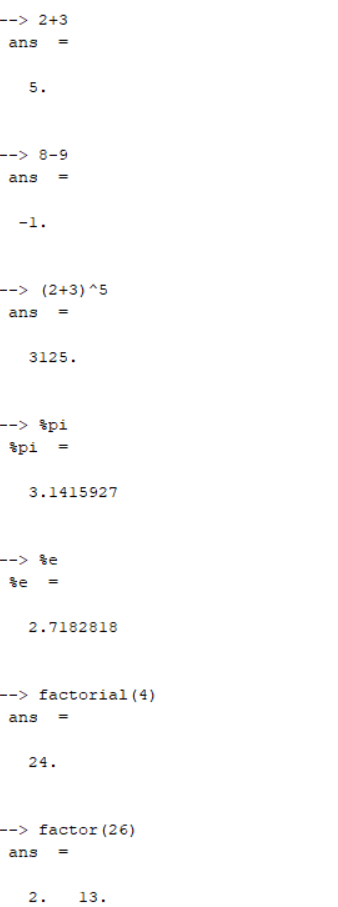 --> 2+3
ans  =
5.
--> 8-9
ans  =
-1.
--> (2+3)^5
ans  =
3125.
--> %pi
%pi  =
3.1415927
--> %e
%e  =
2.7182818
--> factorial(4)
ans  =
24.
--> factor(26)
ans  =
2.   13.